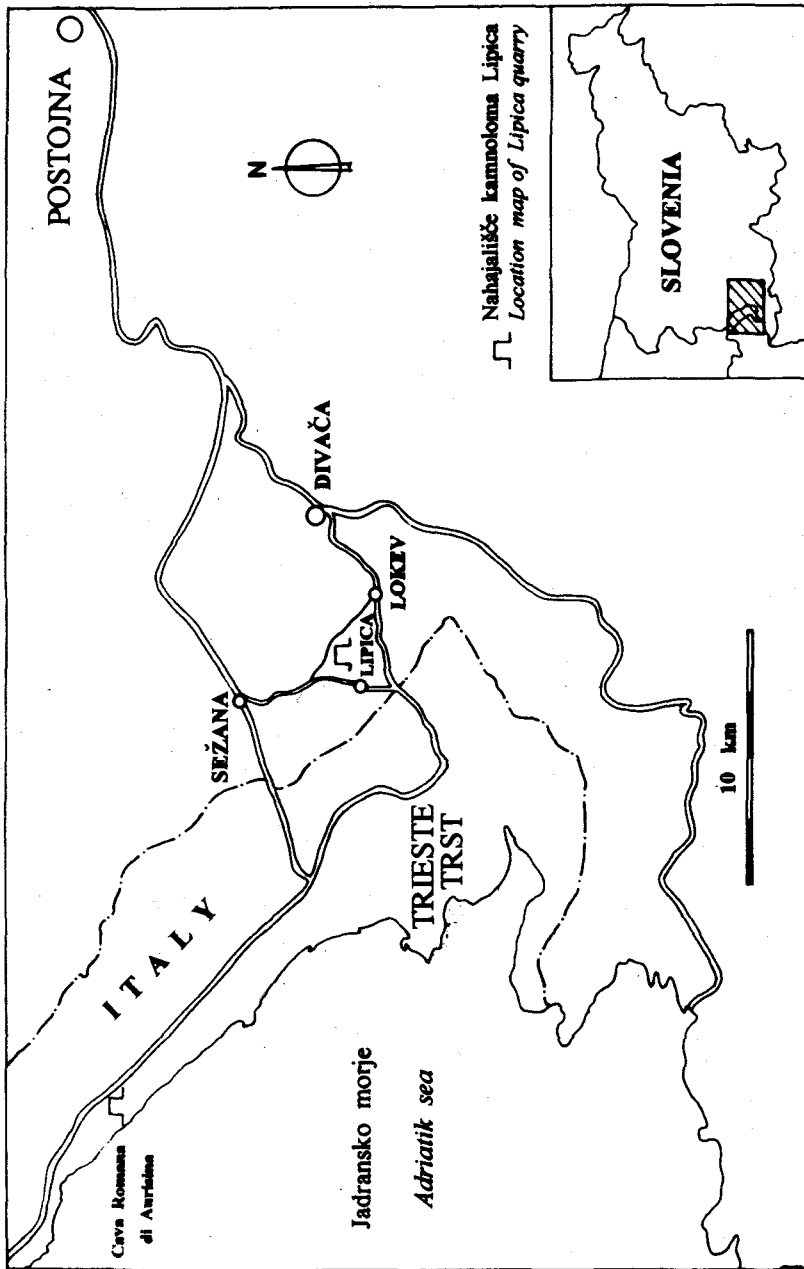 POSTOJNA
N
Nahajališče kamnoloma Lipica
Location map of Lipica quarry
SLOVENIA
DIVAČA
LOKEV
LIPICA
SEŽANA
ITALY
TRIESTE
TRST
10 km
Cava Romana
di Aurisina
Jadransko morje
Adriatik sea